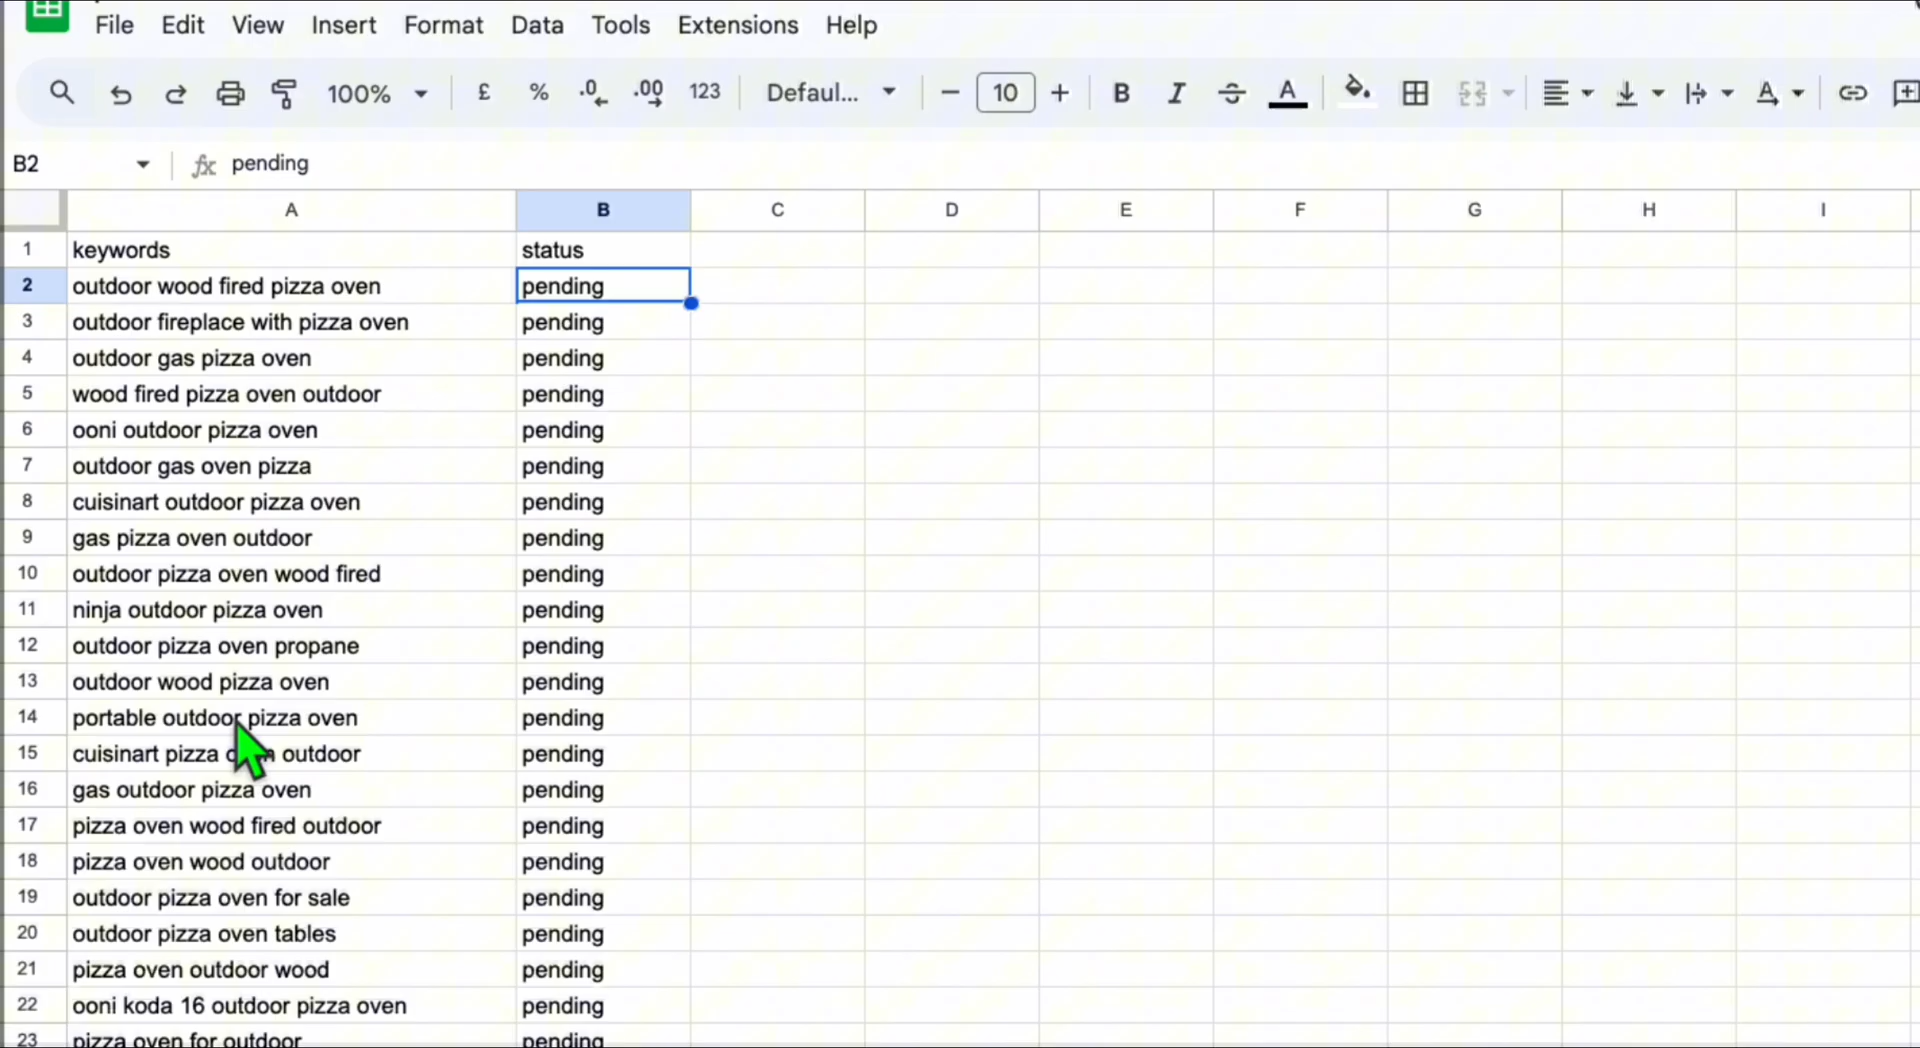 File Edit View Insert Format Data Tools Extensions Help
100% £ % .0 .00 123 Defaul... 10 B I A A
B2 fx pending
A B C D E F G H I
1 keywords status
2 outdoor wood fired pizza oven pending
3 outdoor fireplace with pizza oven pending
4 outdoor gas pizza oven pending
5 wood fired pizza oven outdoor pending
6 ooni outdoor pizza oven pending
7 outdoor gas oven pizza pending
8 cuisinart outdoor pizza oven pending
9 gas pizza oven outdoor pending
10 outdoor pizza oven wood fired pending
11 ninja outdoor pizza oven pending
12 outdoor pizza oven propane pending
13 outdoor wood pizza oven pending
14 portable outdoor pizza oven pending
15 cuisinart pizza oven outdoor pending
16 gas outdoor pizza oven pending
17 pizza oven wood fired outdoor pending
18 pizza oven wood outdoor pending
19 outdoor pizza oven for sale pending
20 outdoor pizza oven tables pending
21 pizza oven outdoor wood pending
22 ooni koda 16 outdoor pizza oven pending
23 pizza oven for outdoor pending